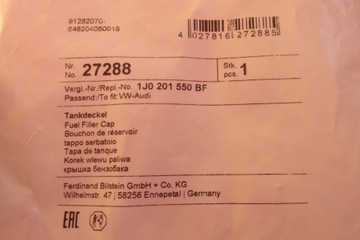 91282070-
648204050018
4 027816 272885
Nr.
No. 27288
Stk.
pcs. 1
Vergl.-Nr./Repl.-No. 1J0 201 550 BF
Passend:/To fit:VW-Audi
Tankdeckel
Fuel Filler Cap
Bouchon de réservoir
tappo serbatoio
Tapa de tanque
Korek wlewu paliwa
крышка бензобака
Ferdinand Bilstein GmbH + Co. KG
Wilhelmstr. 47 | 58256 Ennepetal | Germany
EAC